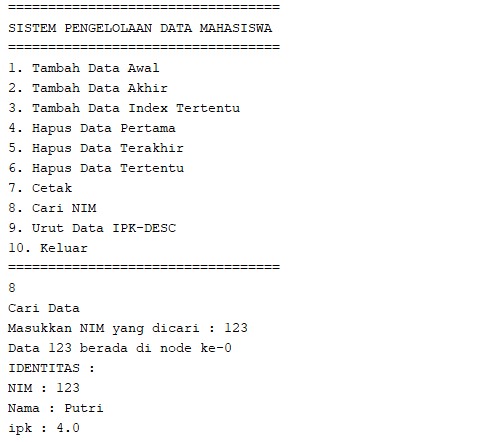 ==================================
SISTEM PENGELOLAAN DATA MAHASISWA
==================================
1. Tambah Data Awal
2. Tambah Data Akhir
3. Tambah Data Index Tertentu
4. Hapus Data Pertama
5. Hapus Data Terakhir
6. Hapus Data Tertentu
7. Cetak
8. Cari NIM
9. Urut Data IPK-DESC
10. Keluar
==================================
8
Cari Data
Masukkan NIM yang dicari : 123
Data 123 berada di node ke-0
IDENTITAS :
NIM : 123
Nama : Putri
ipk : 4.0